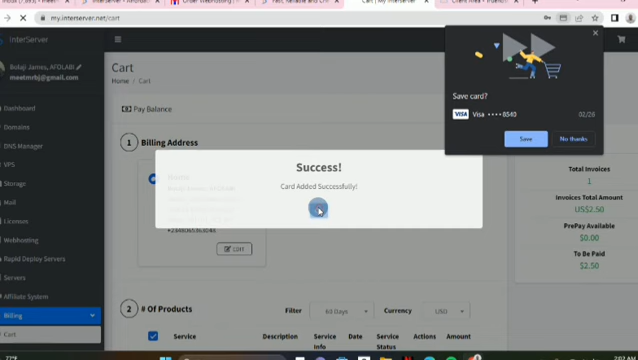 my.interserver.net/cart
InterServer
Bolaji James, AFOLABI
meetmrbj@gmail.com
Dashboard
Domains
DNS Manager
VPS
Storage
Mail
Licenses
Webhosting
Rapid Deploy Servers
Servers
Affiliate System
Billing
Cart
Cart
Home / Cart
Pay Balance
1 Billing Address
EDIT
Success!
Card Added Successfully!
Save card?
VISA Visa •••• 8540 02/28
Save No thanks
Total Invoices
1
Invoices Total Amount
US$2.50
PrePay Available
$0.00
To Be Paid
$2.50
2 # Of Products
Filter 60 Days Currency USD
Service Description Service Info Date Service Status Actions Amount
77°F